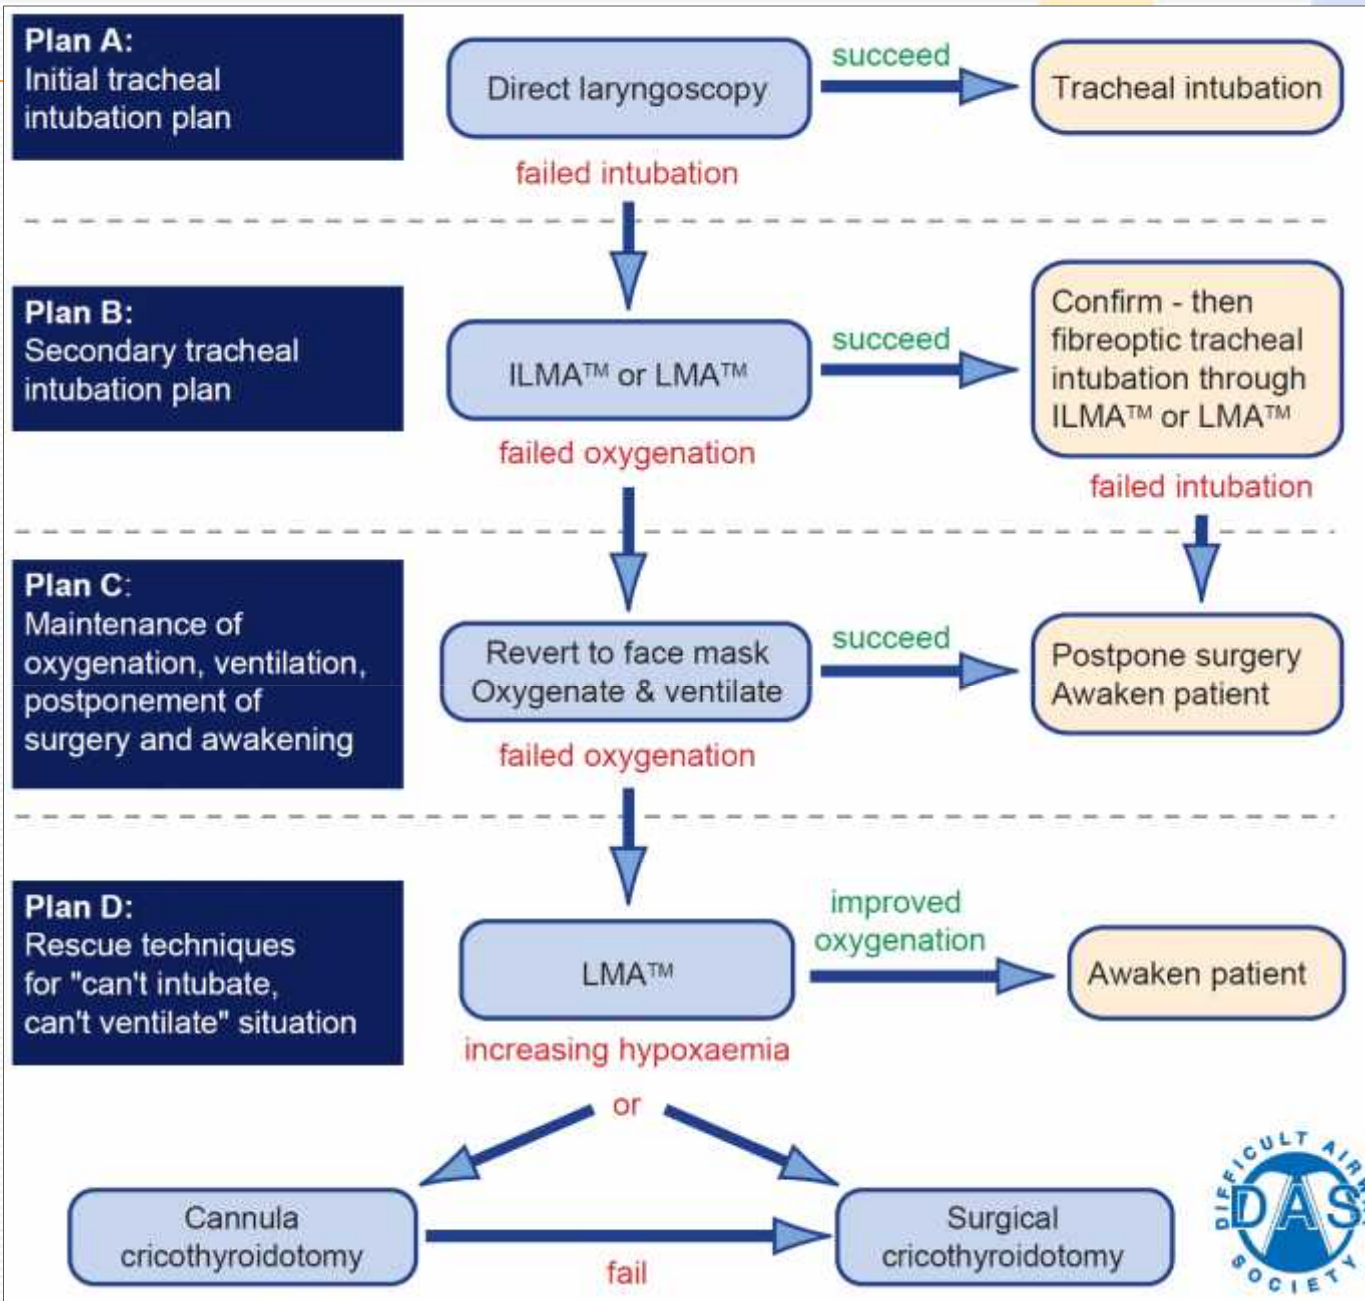 Plan A:
Initial tracheal
intubation plan
Direct laryngoscopy
succeed
Tracheal intubation
failed intubation
Plan B:
Secondary tracheal
intubation plan
ILMA™ or LMA™
succeed
Confirm - then
fibreoptic tracheal
intubation through
ILMA™ or LMA™
failed oxygenation
failed intubation
Plan C:
Maintenance of
oxygenation, ventilation,
postponement of
surgery and awakening
Revert to face mask
Oxygenate & ventilate
succeed
Postpone surgery
Awaken patient
failed oxygenation
Plan D:
Rescue techniques
for "can't intubate,
can't ventilate" situation
LMA™
improved
oxygenation
Awaken patient
increasing hypoxaemia
or
Cannula
cricothyroidotomy
fail
Surgical
cricothyroidotomy
DIFFICULT
DAS
SOCIETY